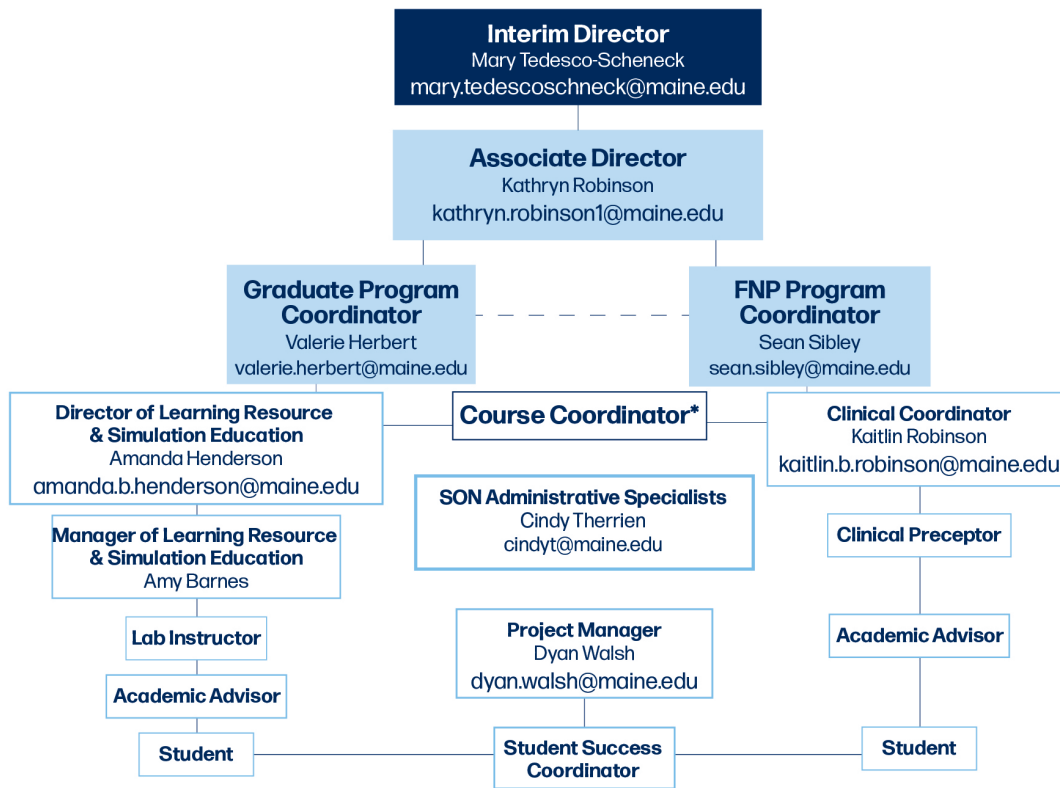 Interim Director
Mary Tedesco-Scheneck
mary.tedescoschneck@maine.edu
Associate Director
Kathryn Robinson
kathryn.robinson1@maine.edu
Graduate Program
Coordinator
Valerie Herbert
valerie.herbert@maine.edu
FNP Program
Coordinator
Sean Sibley
sean.sibley@maine.edu
Director of Learning Resource
& Simulation Education
Amanda Henderson
amanda.b.henderson@maine.edu
Course Coordinator*
Clinical Coordinator
Kaitlin Robinson
kaitlin.b.robinson@maine.edu
SON Administrative Specialists
Cindy Therrien
cindyt@maine.edu
Manager of Learning Resource
& Simulation Education
Amy Barnes
Clinical Preceptor
Lab Instructor
Project Manager
Dyan Walsh
dyan.walsh@maine.edu
Academic Advisor
Academic Advisor
Student
Student Success
Coordinator
Student